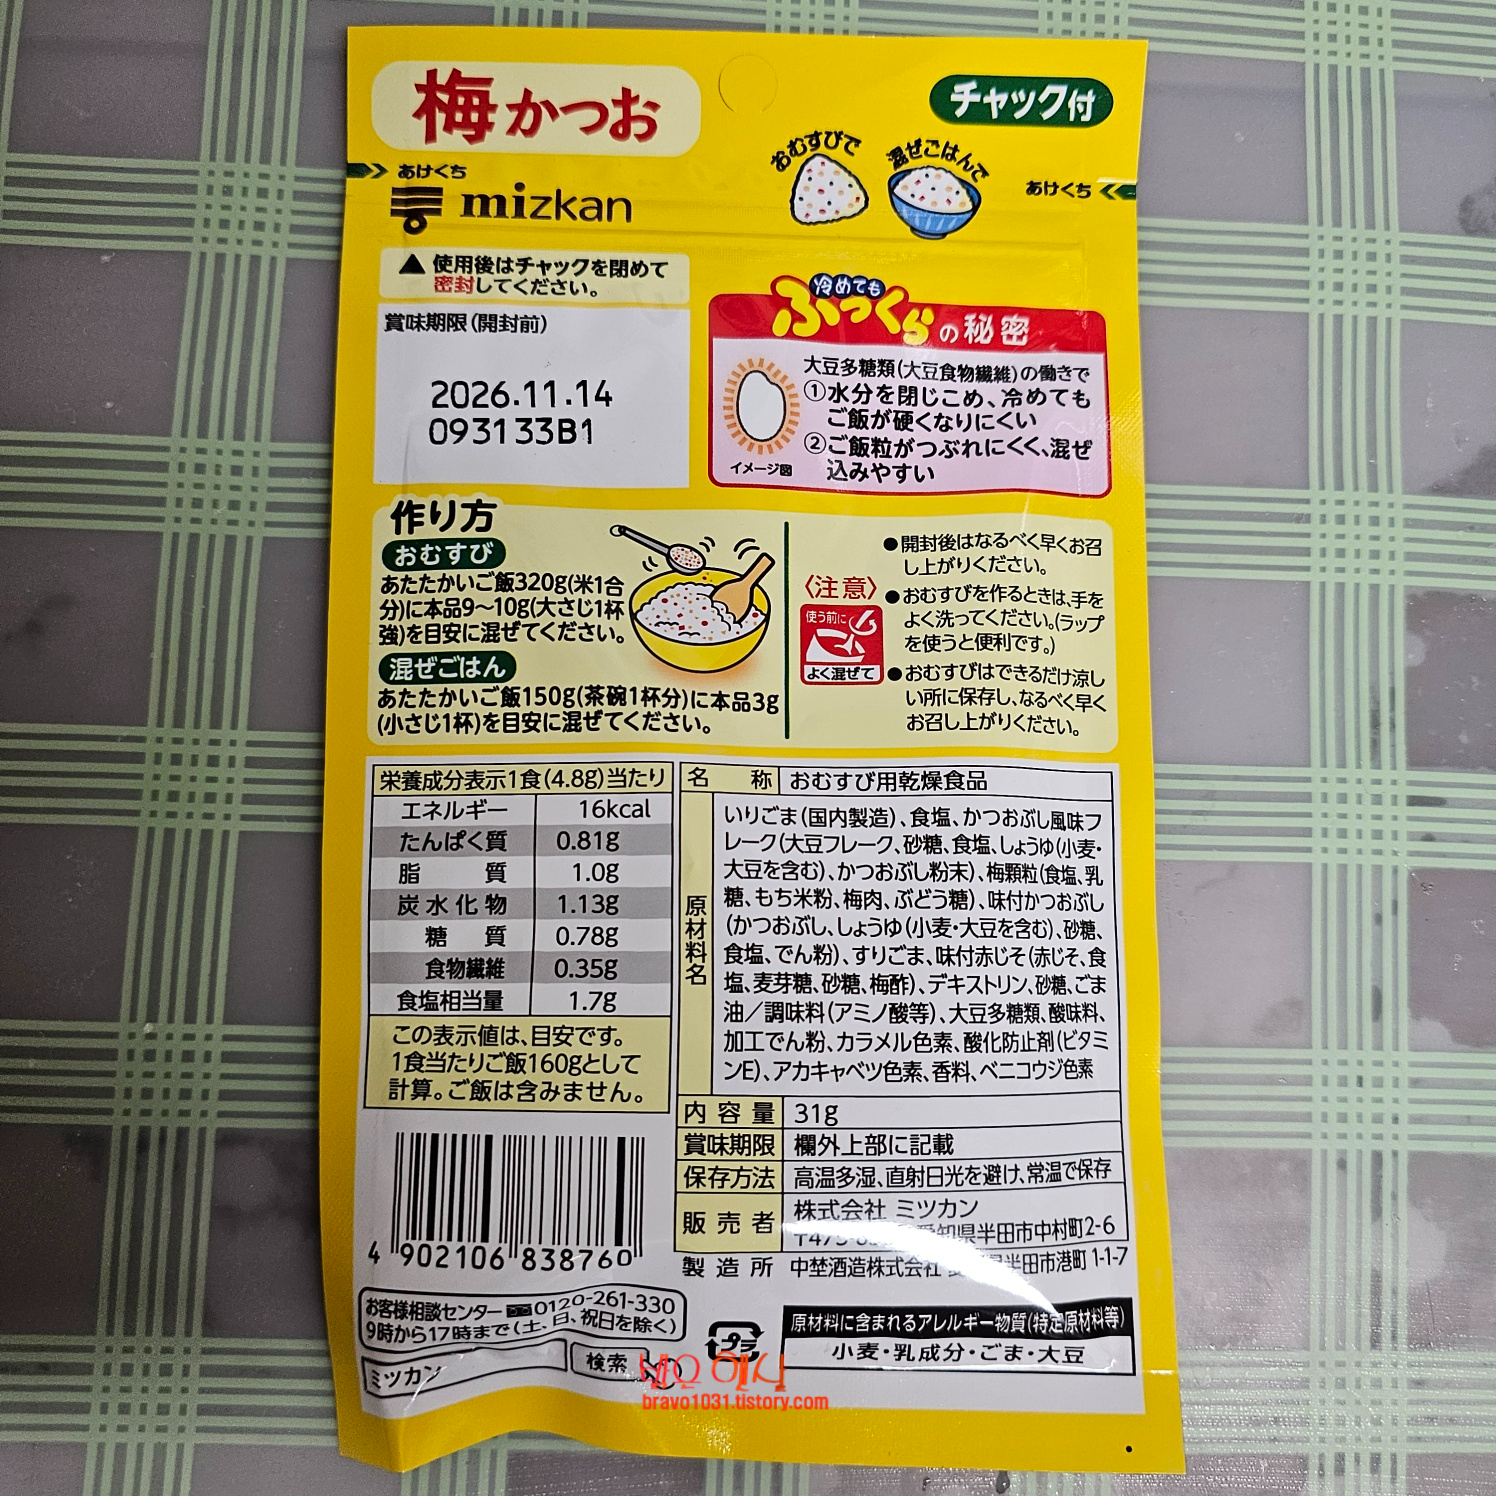 梅かつお
チャック付
おむすびで
混ぜごはんで
あけくち
あけくち
mizkan
▲使用後はチャックを閉めて
密封してください。
賞味期限(開封前)
2026.11.14
093133B1
冷めても
ふっくらの秘密
大豆多糖類(大豆食物繊維)の働きで
①水分を閉じこめ、冷めても
ご飯が硬くなりにくい
②ご飯粒がつぶれにくく、混ぜ
込みやすい
イメージ図
作り方
おむすび
あたたかいご飯320g(米1合
分)に本品9〜10g(大さじ1杯
強)を目安に混ぜてください。
混ぜごはん
あたたかいご飯150g(茶碗1杯分)に本品3g
(小さじ1杯)を目安に混ぜてください。
〈注意〉
使う前に
よく混ぜて
●開封後はなるべく早くお召
し上がりください。
●おむすびを作るときは、手を
よく洗ってください。(ラップ
を使うと便利です。)
●おむすびはできるだけ涼し
い所に保存し、なるべく早く
お召し上がりください。
栄養成分表示1食(4.8g)当たり
エネルギー 16kcal
たんぱく質 0.81g
脂質 1.0g
炭水化物 1.13g
糖質 0.78g
食物繊維 0.35g
食塩相当量 1.7g
この表示値は、目安です。
1食当たりご飯160gとして
計算。ご飯は含みません。
名称 おむすび用乾燥食品
原材料名
いりごま(国内製造)、食塩、かつおぶし風味フ
レーク(大豆フレーク、砂糖、食塩、しょうゆ(小麦・
大豆を含む)、かつおぶし粉末)、梅顆粒(食塩、乳
糖、もち米粉、梅肉、ぶどう糖)、味付かつおぶし
(かつおぶし、しょうゆ(小麦・大豆を含む)、砂糖、
食塩、でん粉)、すりごま、味付赤じそ(赤じそ、食
塩、麦芽糖、砂糖、梅酢)、デキストリン、砂糖、ごま
油／調味料(アミノ酸等)、大豆多糖類、酸味料、
加工でん粉、カラメル色素、酸化防止剤(ビタミ
ンE)、アカキャベツ色素、香料、ベニコウジ色素
内容量 31g
賞味期限 欄外上部に記載
保存方法 高温多湿、直射日光を避け、常温で保存
販売者 株式会社 ミツカン
愛知県半田市中村町2-6
製造所 中埜酒造株式会社 半田市港町1-1-7
4 902106 838760
お客様相談センター 0120-261-330
9時から17時まで(土、日、祝日を除く)
ミツカン 検索
プラ
原材料に含まれるアレルギー物質(特定原材料等)
小麦・乳成分・ごま・大豆
bravo1031.tistory.com